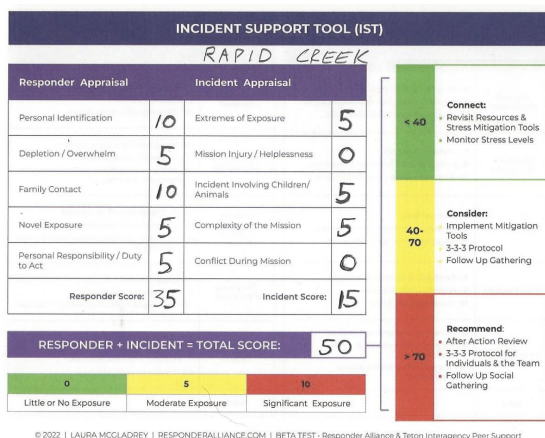 INCIDENT SUPPORT TOOL (IST)
RAPID CREEK
Responder Appraisal
Incident Appraisal
Personal Identification 10
Extremes of Exposure 5
Depletion / Overwhelm 5
Mission Injury / Helplessness 0
Family Contact 10
Incident Involving Children/
Animals 5
Novel Exposure 5
Complexity of the Mission 5
Personal Responsibility / Duty
to Act 5
Conflict During Mission 0
Responder Score: 35
Incident Score: 15
RESPONDER + INCIDENT = TOTAL SCORE: 50
0
5
10
Little or No Exposure
Moderate Exposure
Significant Exposure
< 40
Connect:
• Revisit Resources &
Stress Mitigation Tools
• Monitor Stress Levels
40-
70
Consider:
• Implement Mitigation
Tools
• 3-3-3 Protocol
• Follow Up Gathering
> 70
Recommend:
• After Action Review
• 3-3-3 Protocol for
Individuals & the Team
• Follow Up Social
Gathering
© 2022 | LAURA MCGLADREY | RESPONDERALLIANCE.COM | BETA TEST - Responder Alliance & Teton Interagency Peer Support